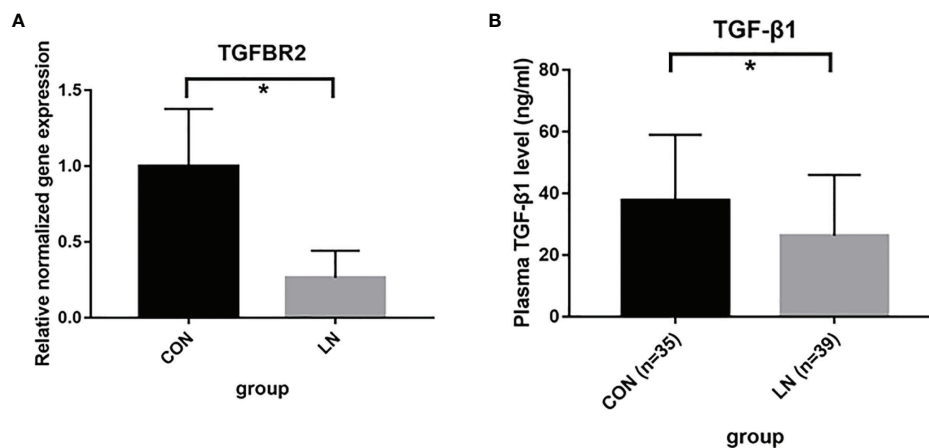 A
TGFBR2
*
Relative normalized gene expression
1.5
1.0
0.5
0.0
CON
LN
group
B
TGF-β1
*
Plasma TGF-β1 level (ng/ml)
80
60
40
20
0
CON (n=35)
LN (n=39)
group